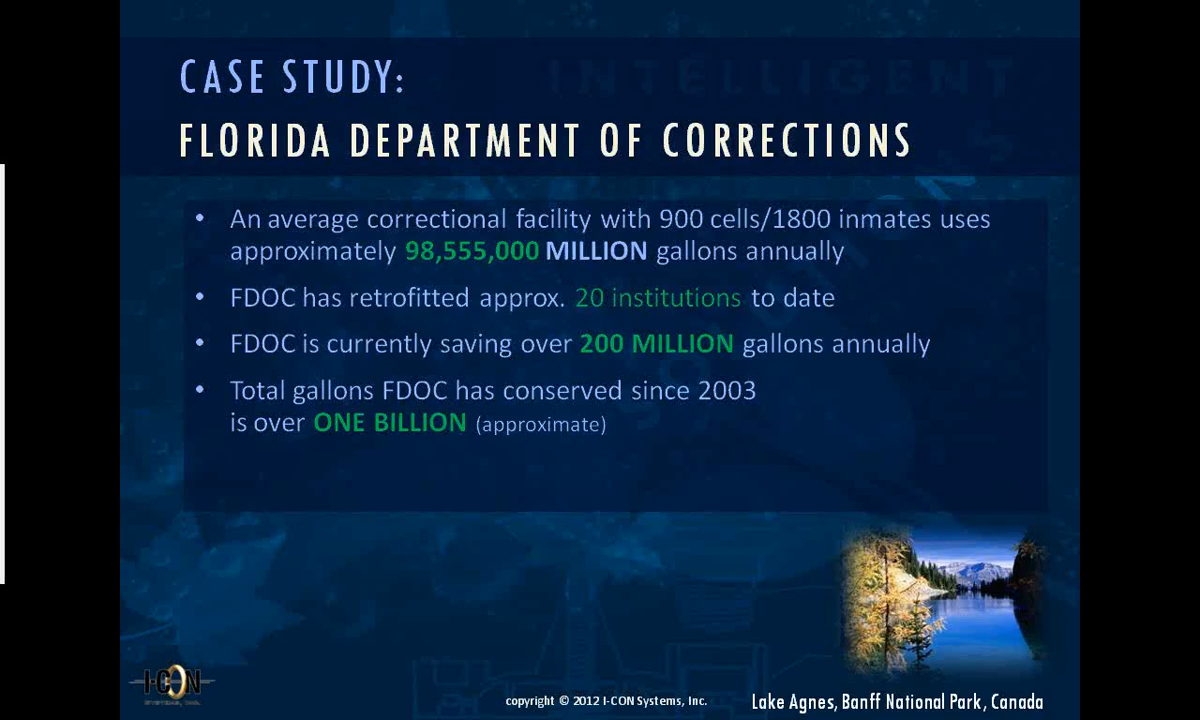 INTELLIGENT
CASE STUDY:
FLORIDA DEPARTMENT OF CORRECTIONS
• An average correctional facility with 900 cells/1800 inmates uses
approximately 98,555,000 MILLION gallons annually
• FDOC has retrofitted approx. 20 institutions to date
• FDOC is currently saving over 200 MILLION gallons annually
• Total gallons FDOC has conserved since 2003
is over ONE BILLION (approximate)
I-CON
SYSTEMS, INC.
copyright © 2012 I-CON Systems, Inc.
Lake Agnes, Banff National Park, Canada